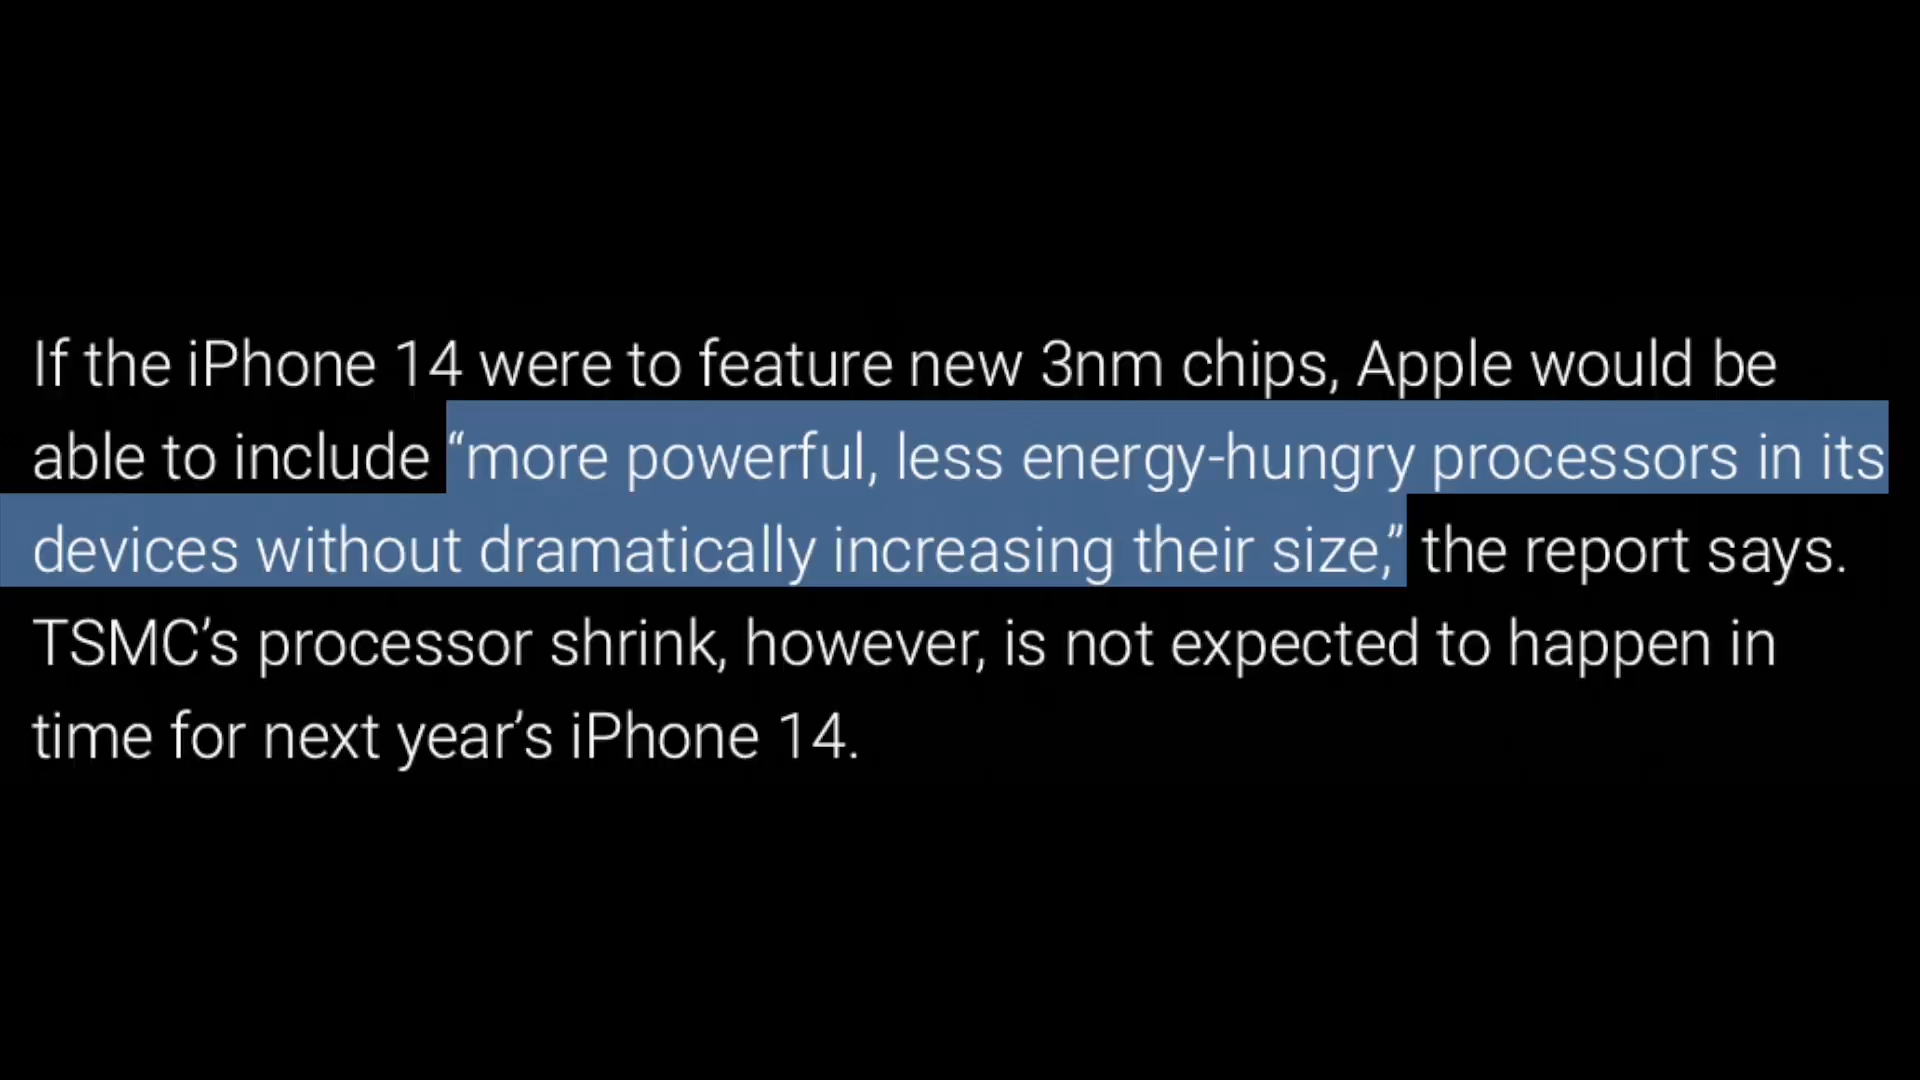 If the iPhone 14 were to feature new 3nm chips, Apple would be
able to include “more powerful, less energy-hungry processors in its
devices without dramatically increasing their size,” the report says.
TSMC’s processor shrink, however, is not expected to happen in
time for next year’s iPhone 14.